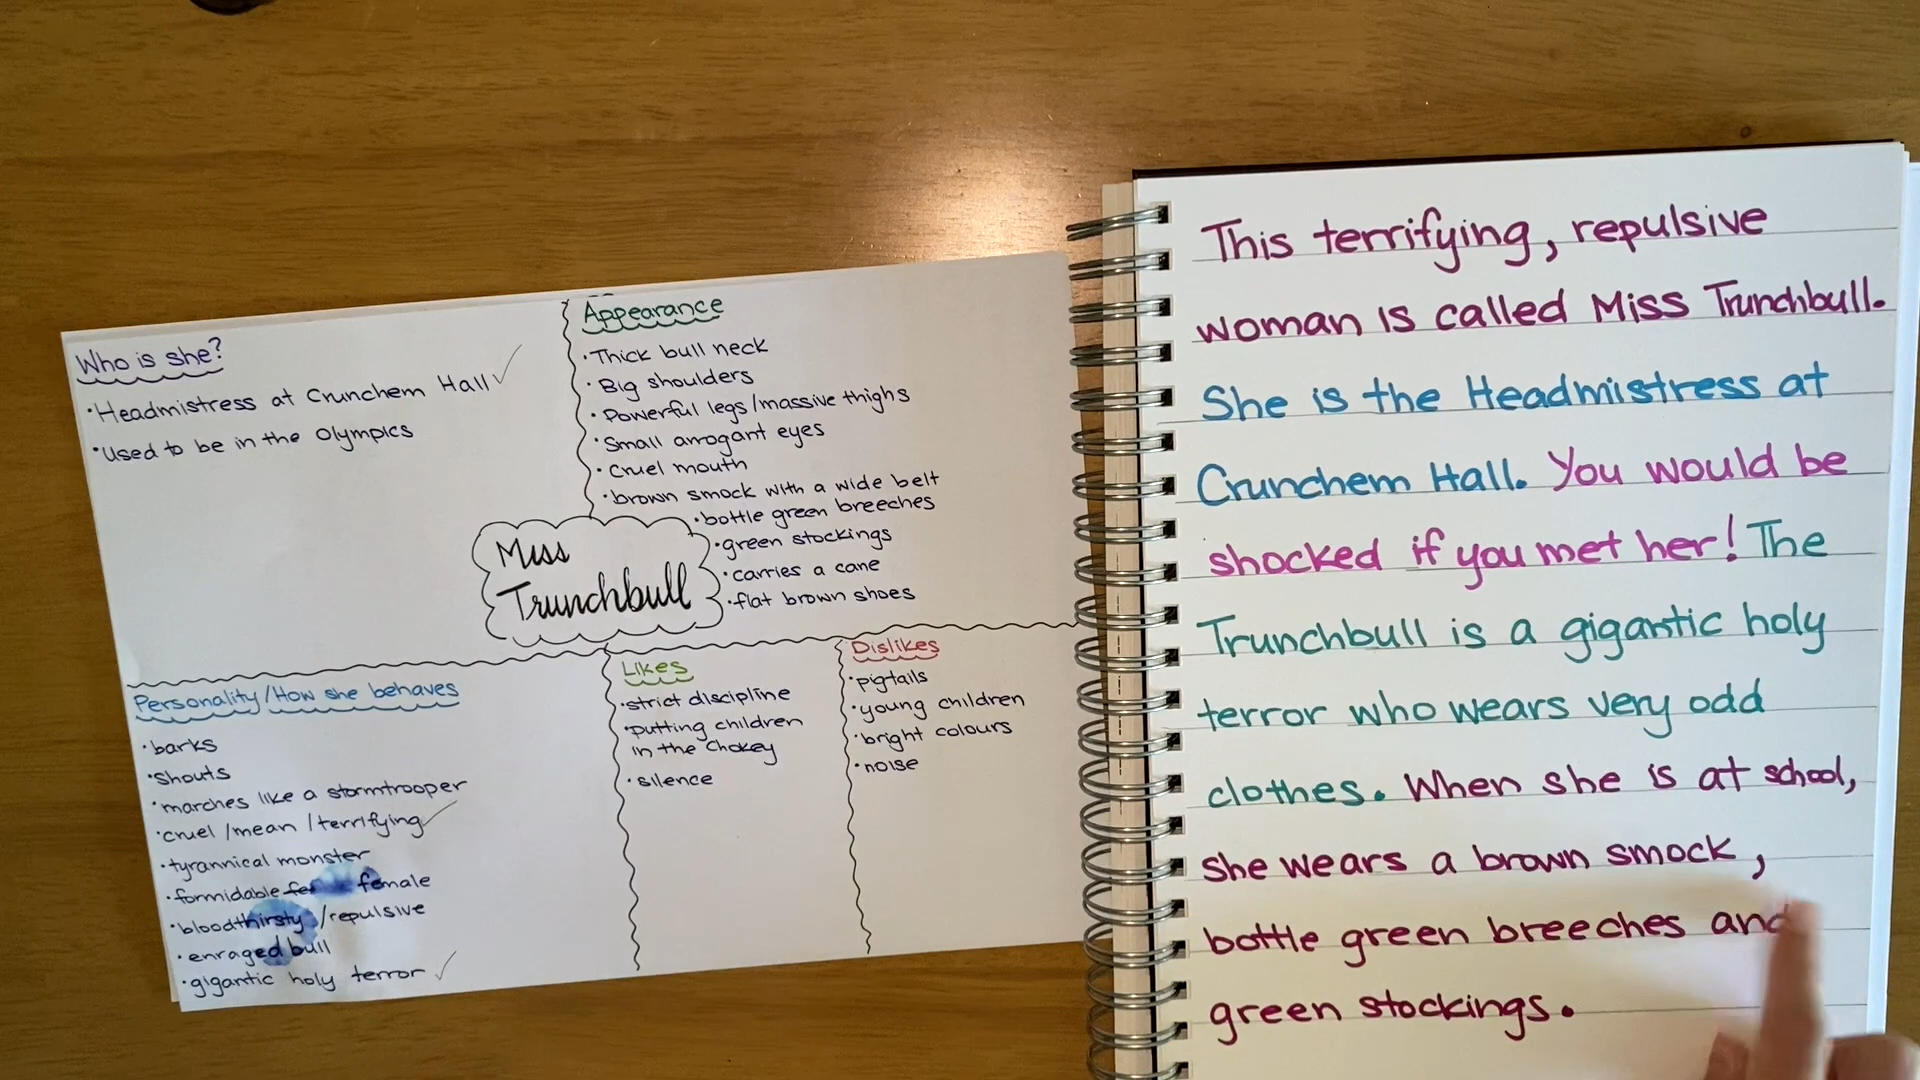 Who is she?
•Headmistress at Crunchem Hall ✓
•Used to be in the Olympics
Appearance
•Thick bull neck
•Big shoulders
•Powerful legs/massive thighs
•Small arrogant eyes
•Cruel mouth
•brown smock with a wide belt
•bottle green breeches
•green stockings
•carries a cane
•flat brown shoes
Miss
Trunchbull
Personality/How she behaves
•barks
•Shouts
•marches like a stormtrooper
•cruel/mean/terrifying ✓
•tyrannical monster
•formidable female
•bloodthirsty/repulsive
•enraged bull
•gigantic holy terror ✓
Likes
•strict discipline
•putting children
in the Chokey
•silence
Dislikes
•pigtails
•young children
•bright colours
•noise
This terrifying, repulsive
woman is called Miss Trunchbull.
She is the Headmistress at
Crunchem Hall. You would be
shocked if you met her! The
Trunchbull is a gigantic holy
terror who wears very odd
clothes. When she is at school,
she wears a brown smock,
bottle green breeches and
green stockings.